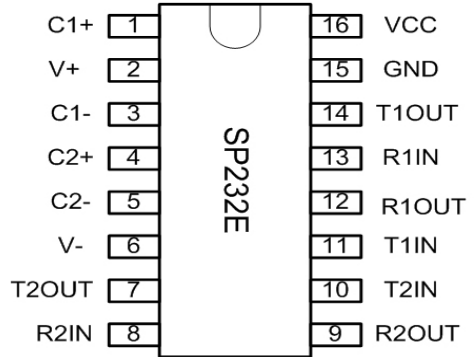 C1+ 1 16 VCC
V+ 2 15 GND
C1- 3 14 T1OUT
C2+ 4 13 R1IN
C2- 5 12 R1OUT
V- 6 11 T1IN
T2OUT 7 10 T2IN
R2IN 8 9 R2OUT
SP232E